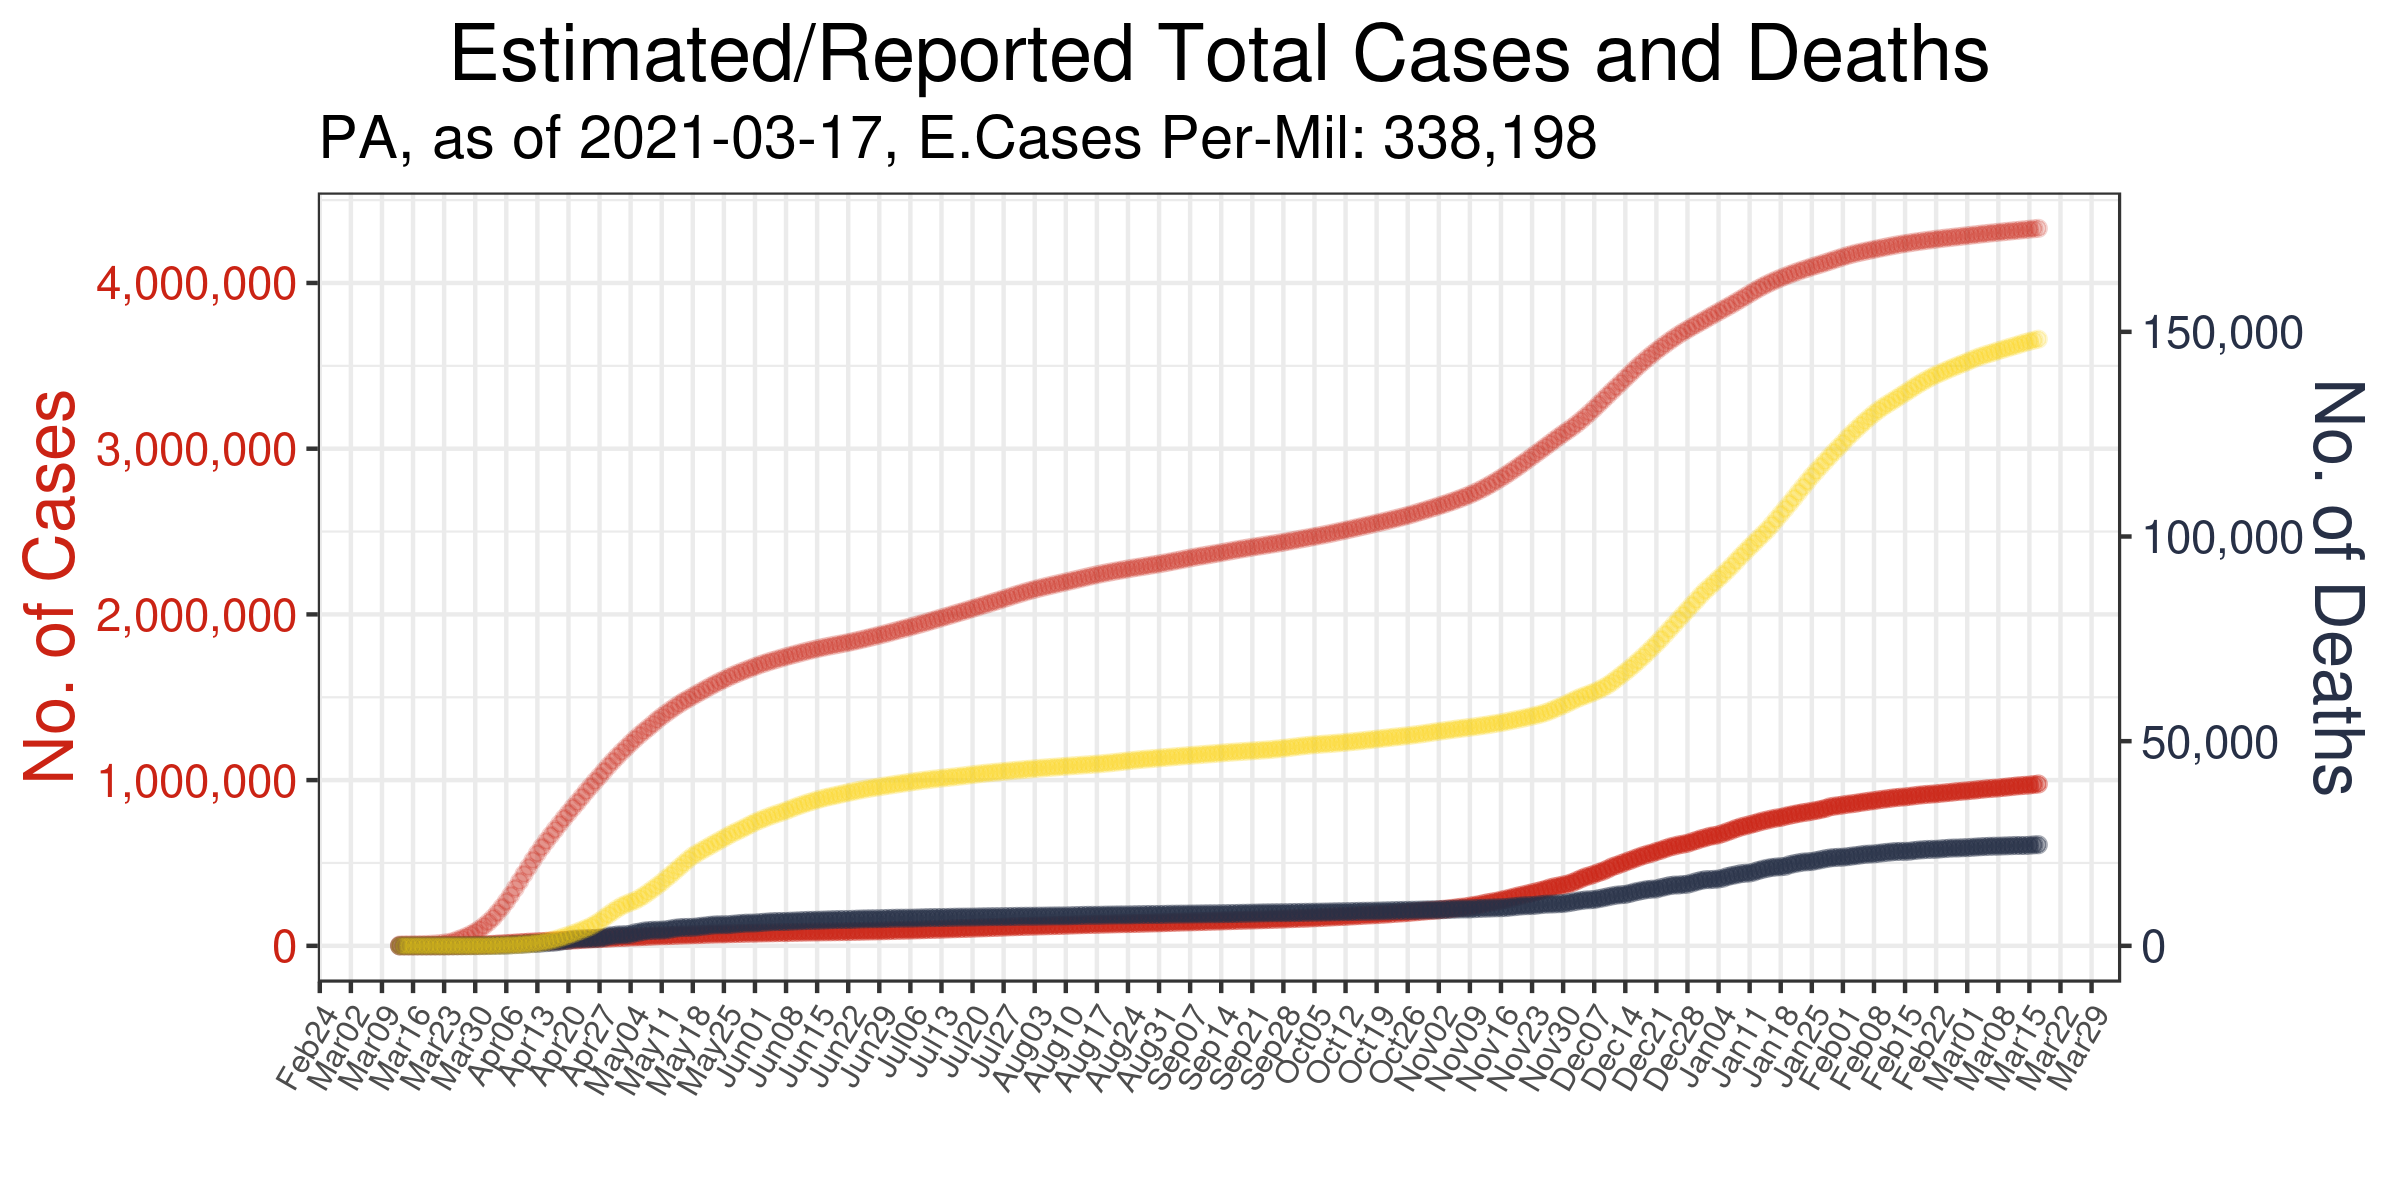 Estimated/Reported Total Cases and Deaths
PA, as of 2021-03-17, E.Cases Per-Mil: 338,198
No. of Cases
4,000,000
3,000,000
2,000,000
1,000,000
0
150,000
100,000
50,000
0
No. of Deaths
Feb24
Mar02
Mar09
Mar16
Mar23
Mar30
Apr06
Apr13
Apr20
Apr27
May04
May11
May18
May25
Jun01
Jun08
Jun15
Jun22
Jun29
Jul06
Jul13
Jul20
Jul27
Aug03
Aug10
Aug17
Aug24
Aug31
Sep07
Sep14
Sep21
Sep28
Oct05
Oct12
Oct19
Oct26
Nov02
Nov09
Nov16
Nov23
Nov30
Dec07
Dec14
Dec21
Dec28
Jan04
Jan11
Jan18
Jan25
Feb01
Feb08
Feb15
Feb22
Mar01
Mar08
Mar15
Mar22
Mar29